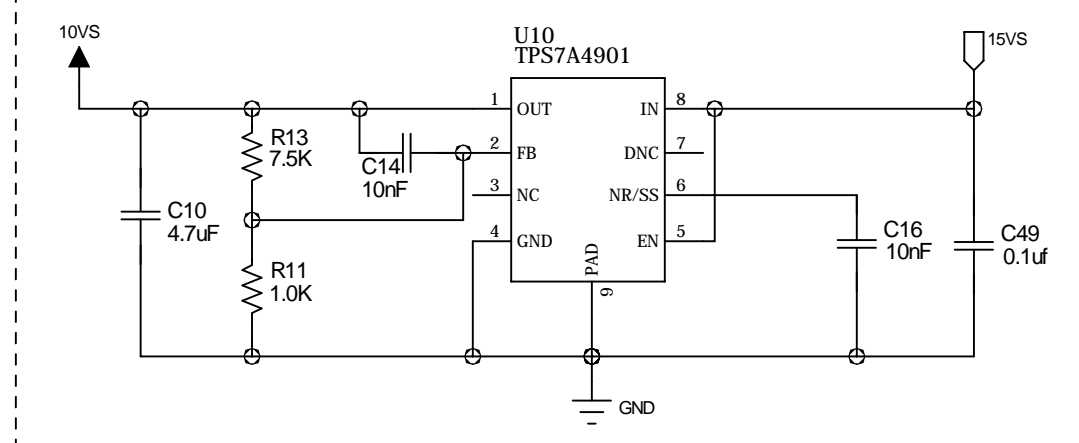 10VS
U10
TPS7A4901
15VS
1 OUT IN 8
R13
7.5K
2 FB DNC 7
C14
10nF
3 NC NR/SS 6
C10
4.7uF
4 GND EN 5
C16
10nF
C49
0.1uf
R11
1.0K
PAD
9
GND